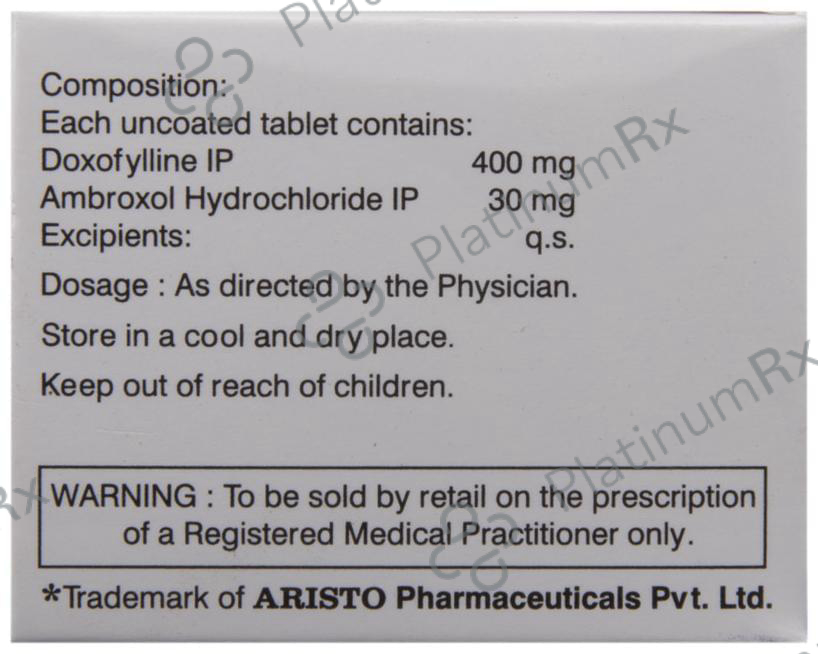 Composition:
Each uncoated tablet contains:
Doxofylline IP 400 mg
Ambroxol Hydrochloride IP 30 mg
Excipients: q.s.
Dosage : As directed by the Physician.
Store in a cool and dry place.
Keep out of reach of children.
WARNING : To be sold by retail on the prescription
of a Registered Medical Practitioner only.
*Trademark of ARISTO Pharmaceuticals Pvt. Ltd.
PlatinumRx
PlatinumRx
Pla
Rx